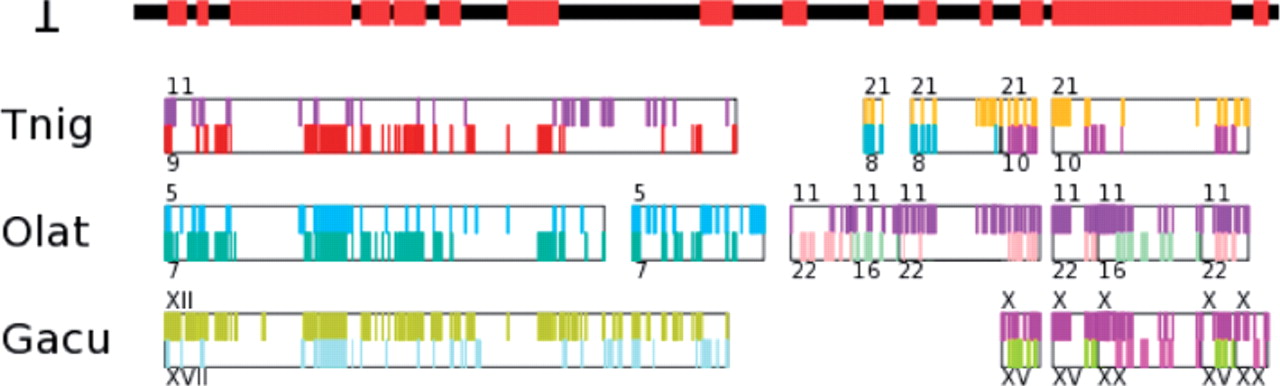 11 21 21 21 21
Tnig
9 8 8 10 10
5 5 11 11 11 11 11 11
Olat
7 7 22 16 22 22 16 22
XII X X X X X
Gacu
XVII XV XV XX XV XX